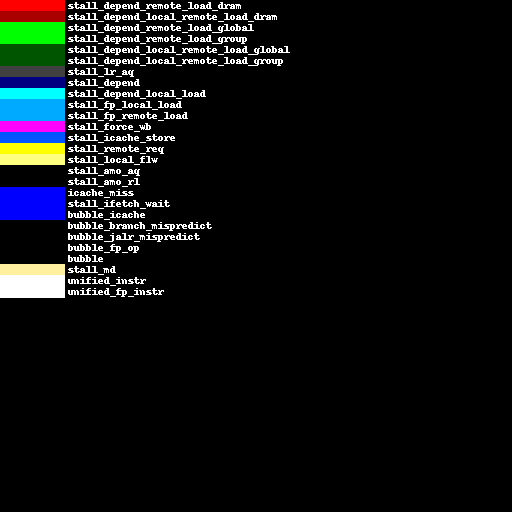 stall_depend_remote_load_dram
stall_depend_local_remote_load_dram
stall_depend_remote_load_global
stall_depend_remote_load_group
stall_depend_local_remote_load_global
stall_depend_local_remote_load_group
stall_lr_aq
stall_depend
stall_depend_local_load
stall_fp_local_load
stall_fp_remote_load
stall_force_wb
stall_icache_store
stall_remote_req
stall_local_flw
stall_amo_aq
stall_amo_rl
icache_miss
stall_ifetch_wait
bubble_icache
bubble_branch_mispredict
bubble_jalr_mispredict
bubble_fp_op
bubble
stall_md
unified_instr
unified_fp_instr